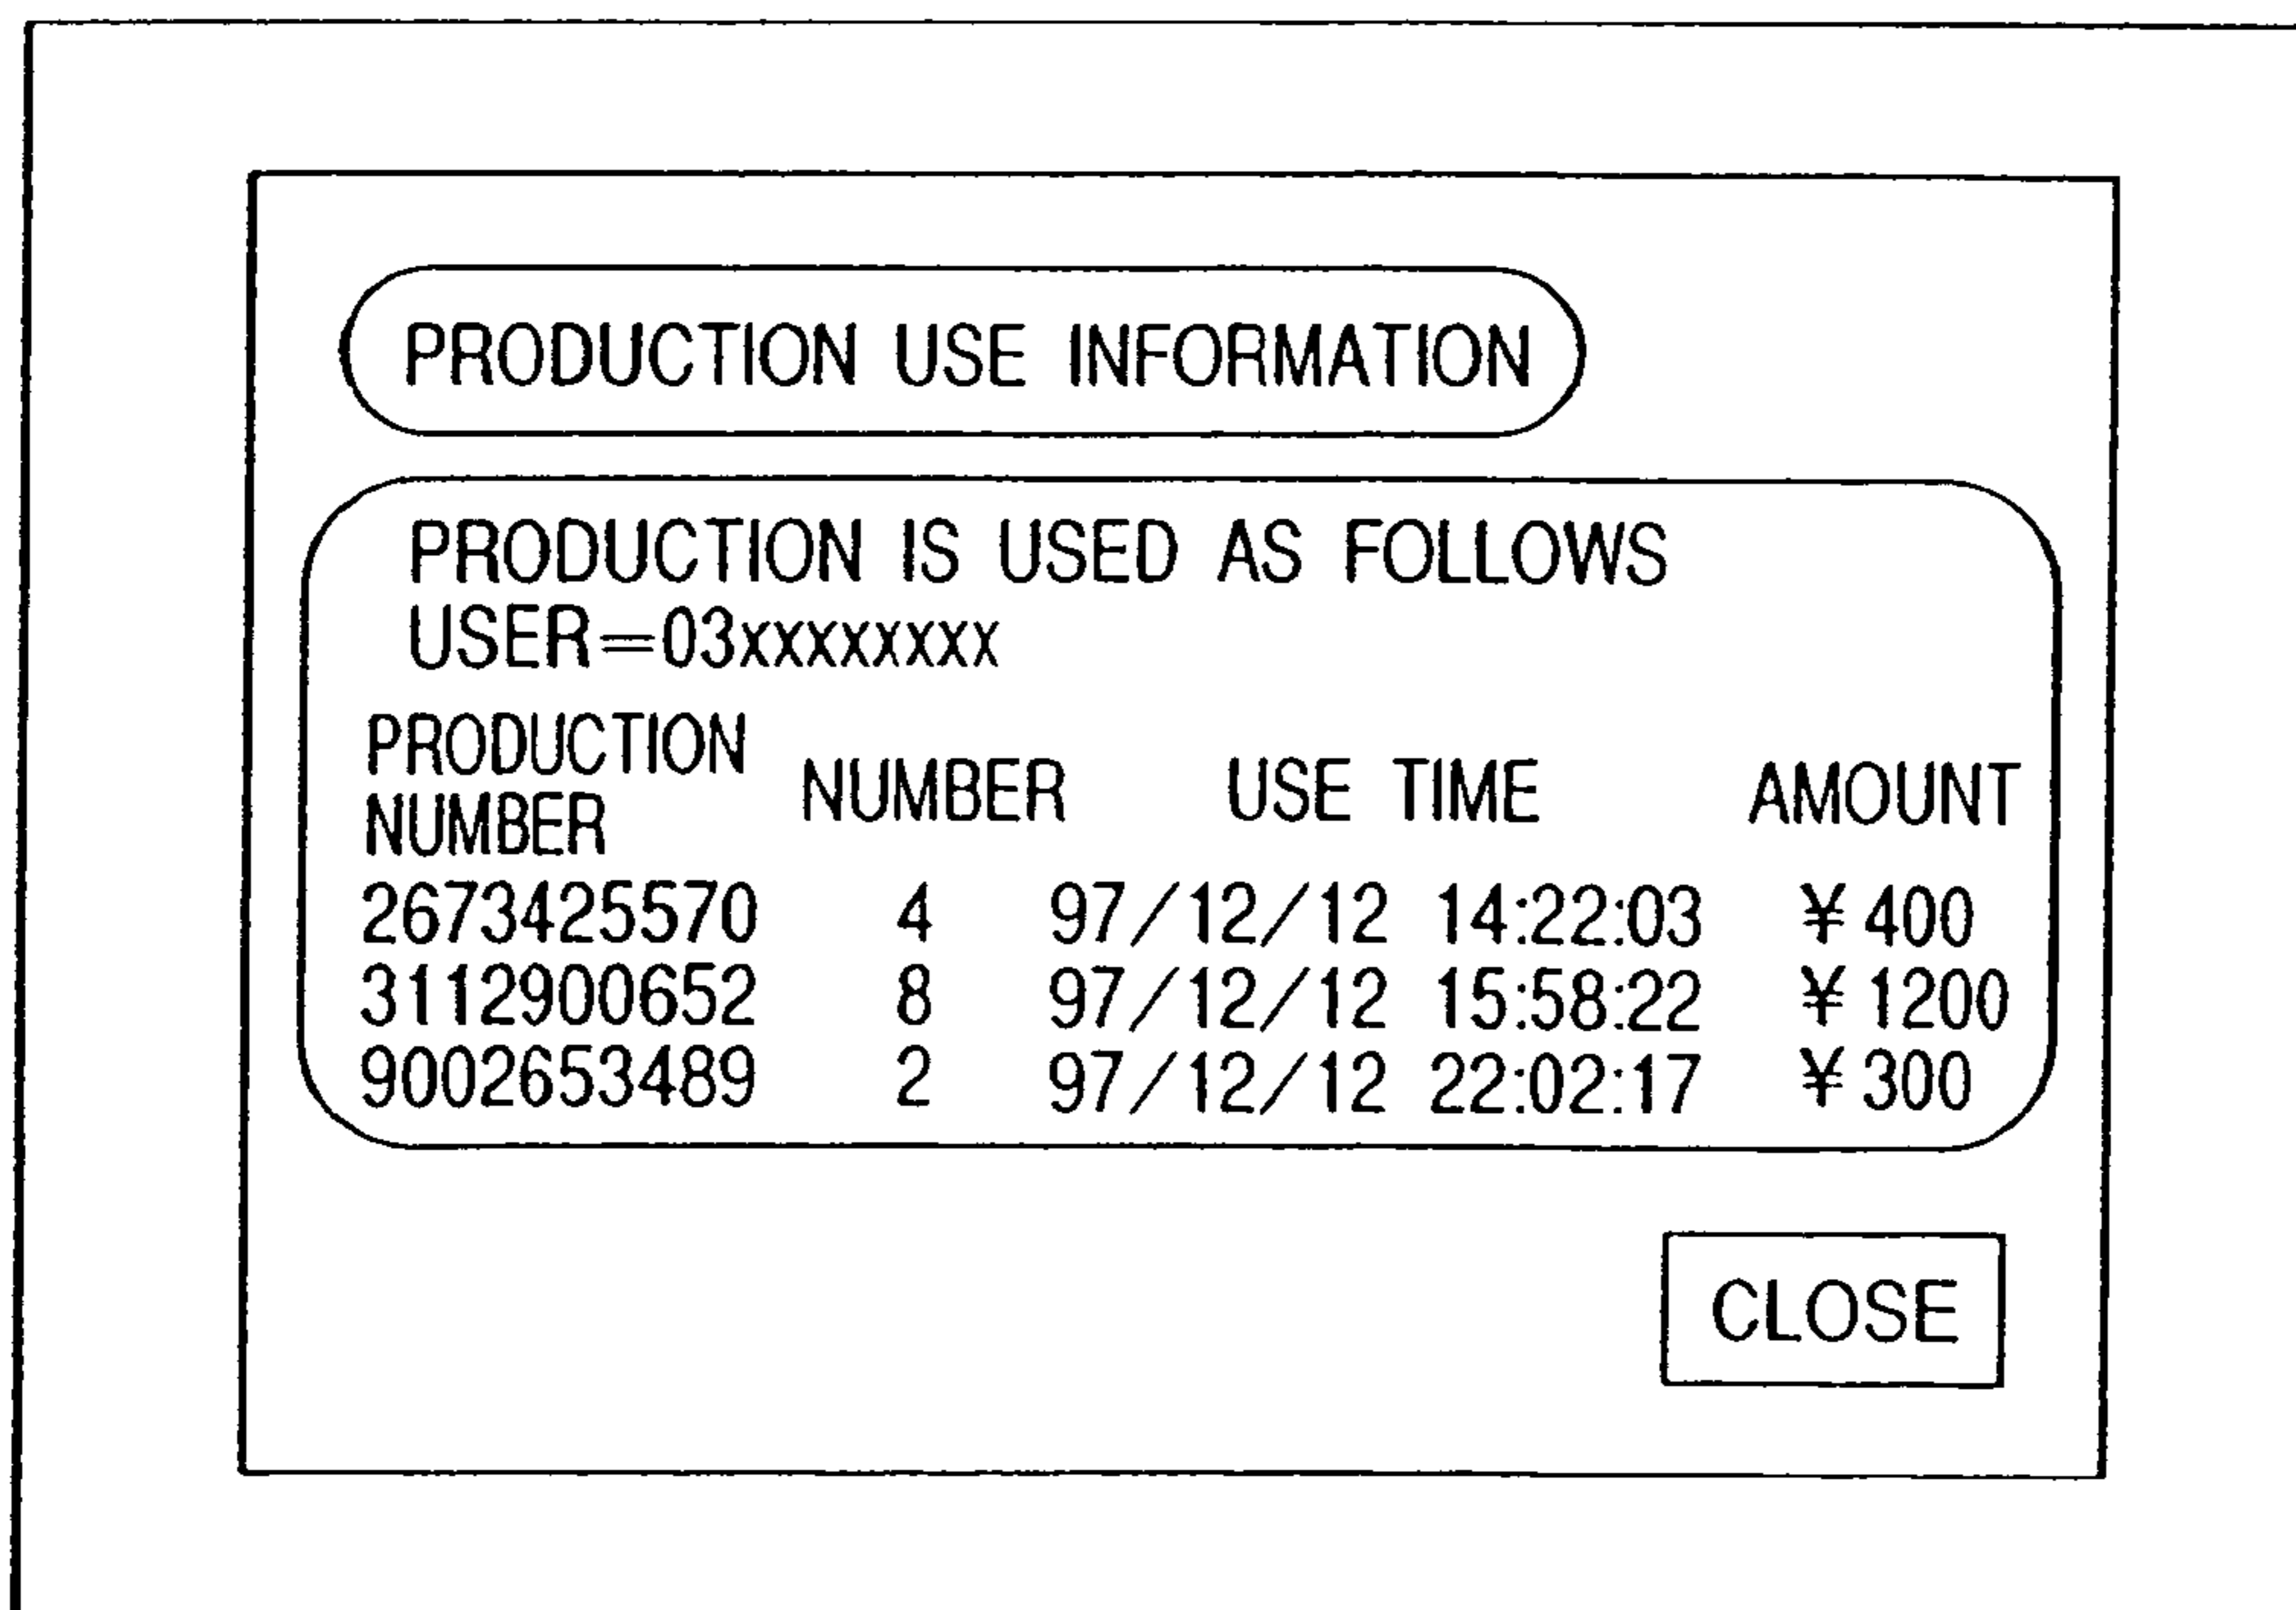 PRODUCTION USE INFORMATION
PRODUCTION IS USED AS FOLLOWS
USER=03xxxxxxxx
PRODUCTION NUMBER NUMBER USE TIME AMOUNT
2673425570 4 97/12/12 14:22:03 ¥400
3112900652 8 97/12/12 15:58:22 ¥1200
9002653489 2 97/12/12 22:02:17 ¥300
CLOSE